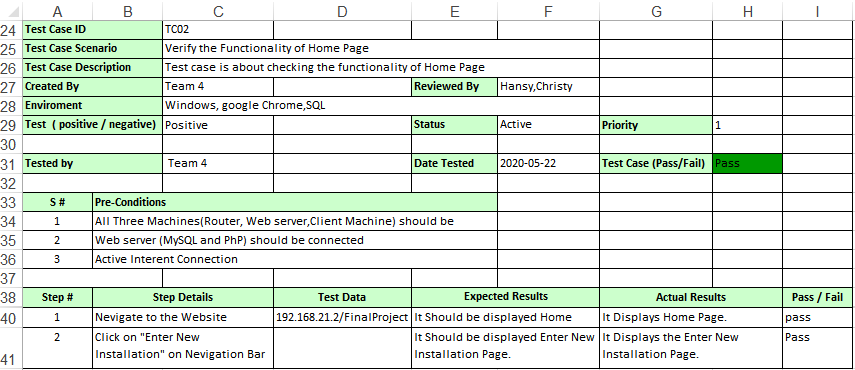 A B C D E F G H I
24 Test Case ID TC02
25 Test Case Scenario Verify the Functionality of Home Page
26 Test Case Description Test case is about checking the functionality of Home Page
27 Created By Team 4 Reviewed By Hansy,Christy
28 Enviroment Windows, google Chrome,SQL
29 Test ( positive / negative) Positive Status Active Priority 1
30
31 Tested by Team 4 Date Tested 2020-05-22 Test Case (Pass/Fail) Pass
32
33 S # Pre-Conditions
34 1 All Three Machines(Router, Web server,Client Machine) should be
35 2 Web server (MySQL and PhP) should be connected
36 3 Active Interent Connection
37
38 Step # Step Details Test Data Expected Results Actual Results Pass / Fail
40 1 Nevigate to the Website 192.168.21.2/FinalProject It Should be displayed Home It Displays Home Page. pass
2 Click on "Enter New It Should be displayed Enter New It Displays the Enter New Pass
41 Installation" on Nevigation Bar Installation Page. Installation Page.